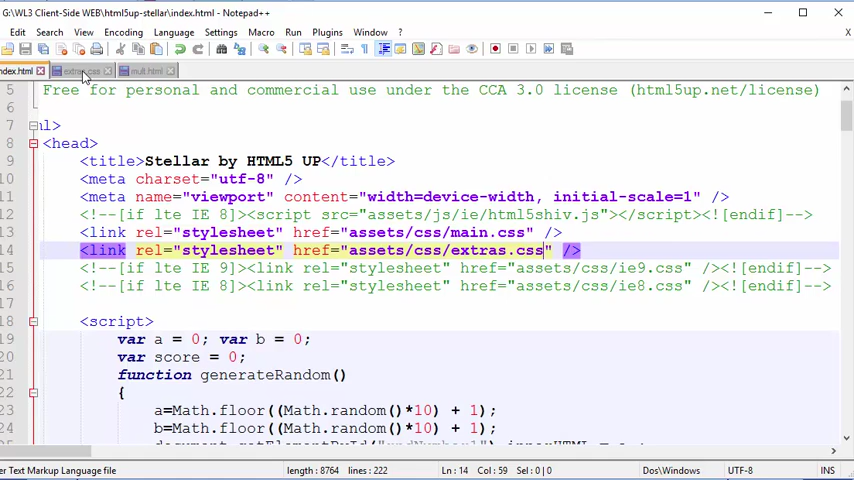 G:\WL3 Client-Side WEB\html5up-stellar\index.html - Notepad++
Edit Search View Encoding Language Settings Macro Run Plugins Window ?
index.html extras.css mult.html
5 Free for personal and commercial use under the CCA 3.0 license (html5up.net/license)
6
7
8 <head>
9 <title>Stellar by HTML5 UP</title>
10 <meta charset="utf-8" />
11 <meta name="viewport" content="width=device-width, initial-scale=1" />
12 <!--[if lte IE 8]><script src="assets/js/ie/html5shiv.js"></script><![endif]-->
13 <link rel="stylesheet" href="assets/css/main.css" />
14 <link rel="stylesheet" href="assets/css/extras.css" />
15 <!--[if lte IE 9]><link rel="stylesheet" href="assets/css/ie9.css" /><![endif]
16 <!--[if lte IE 8]><link rel="stylesheet" href="assets/css/ie8.css" /><![endif]
17
18 <script>
19 var a = 0; var b = 0;
20 var score = 0;
21 function generateRandom()
22 {
23 a=Math.floor((Math.random()*10) + 1);
24 b=Math.floor((Math.random()*10) + 1);
length : 8764 lines : 222 Ln : 14 Col : 59 Sel : 0 | 0 Dos\Windows UTF-8 INS